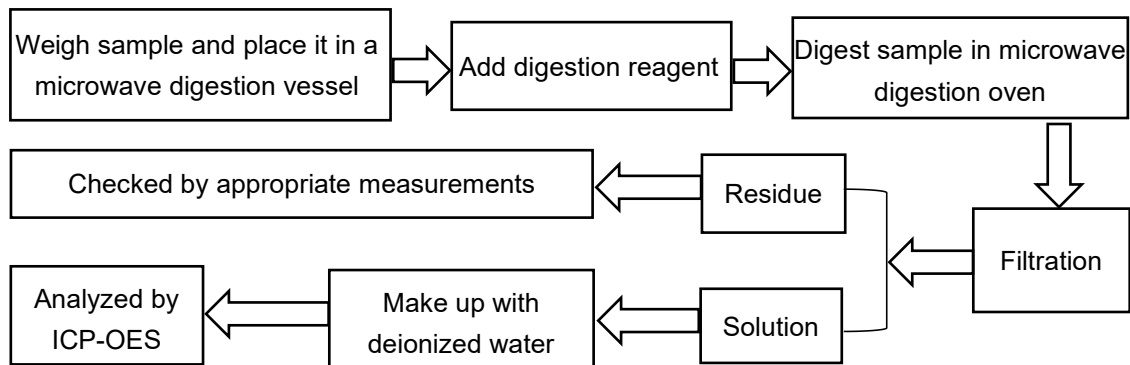 Weigh sample and place it in a
microwave digestion vessel
Add digestion reagent
Digest sample in microwave
digestion oven
Checked by appropriate measurements
Residue
Filtration
Analyzed by
ICP-OES
Make up with
deionized water
Solution